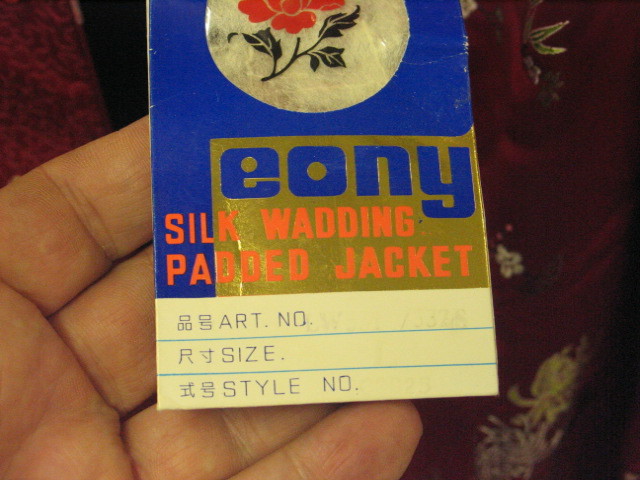 eony
SILK WADDING
PADDED JACKET
品号ART. NO.
尺寸SIZE.
式号STYLE NO.